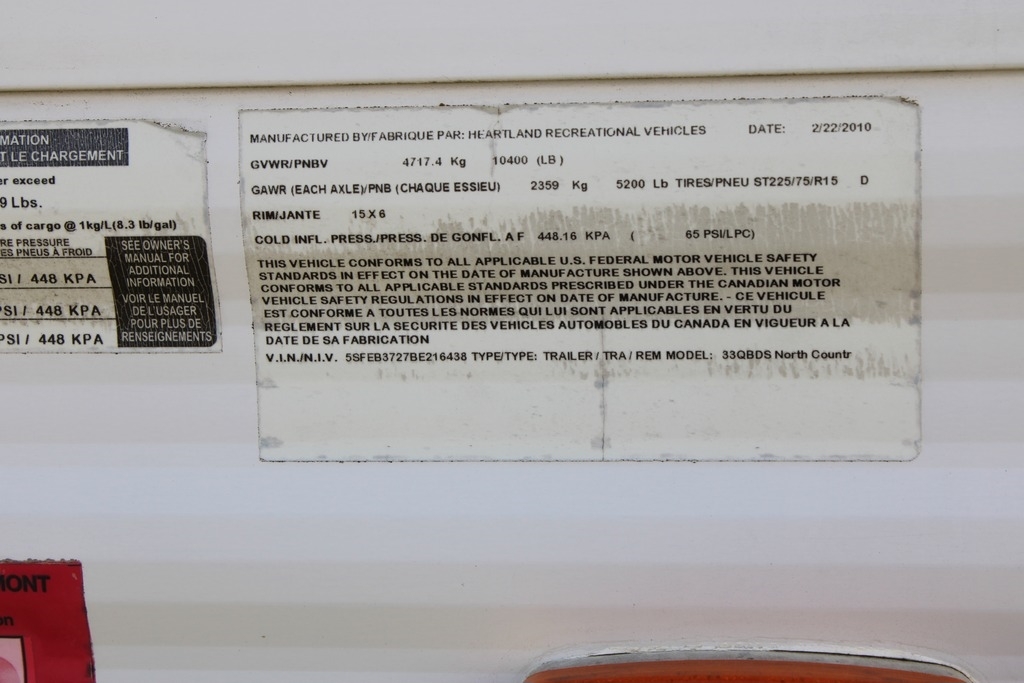 MATION
T LE CHARGEMENT
er exceed
9 Lbs.
s of cargo @ 1kg/L(8.3 lb/gal)
RE PRESSURE
ES PNEUS A FROID
SI / 448 KPA
PSI / 448 KPA
PSI / 448 KPA
SEE OWNER'S
MANUAL FOR
ADDITIONAL
INFORMATION
VOIR LE MANUEL
DE L'USAGER
POUR PLUS DE
RENSEIGNEMENTS
MANUFACTURED BY/FABRIQUE PAR: HEARTLAND RECREATIONAL VEHICLES DATE: 2/22/2010
GVWR/PNBV 4717.4 Kg 10400 (LB)
GAWR (EACH AXLE)/PNB (CHAQUE ESSIEU) 2359 Kg 5200 Lb TIRES/PNEU ST225/75/R15 D
RIM/JANTE 15 X 6
COLD INFL. PRESS./PRESS. DE GONFL. A F 448.16 KPA ( 65 PSI/LPC)
THIS VEHICLE CONFORMS TO ALL APPLICABLE U.S. FEDERAL MOTOR VEHICLE SAFETY
STANDARDS IN EFFECT ON THE DATE OF MANUFACTURE SHOWN ABOVE. THIS VEHICLE
CONFORMS TO ALL APPLICABLE STANDARDS PRESCRIBED UNDER THE CANADIAN MOTOR
VEHICLE SAFETY REGULATIONS IN EFFECT ON DATE OF MANUFACTURE. - CE VEHICULE
EST CONFORME A TOUTES LES NORMES QUI LUI SONT APPLICABLES EN VERTU DU
REGLEMENT SUR LA SECURITE DES VEHICLES AUTOMOBLES DU CANADA EN VIGUEUR A LA
DATE DE SA FABRICATION
V.I.N./N.I.V. 5SFEB3727BE216438 TYPE/TYPE: TRAILER / TRA / REM MODEL: 33QBDS North Countr
MONT
on